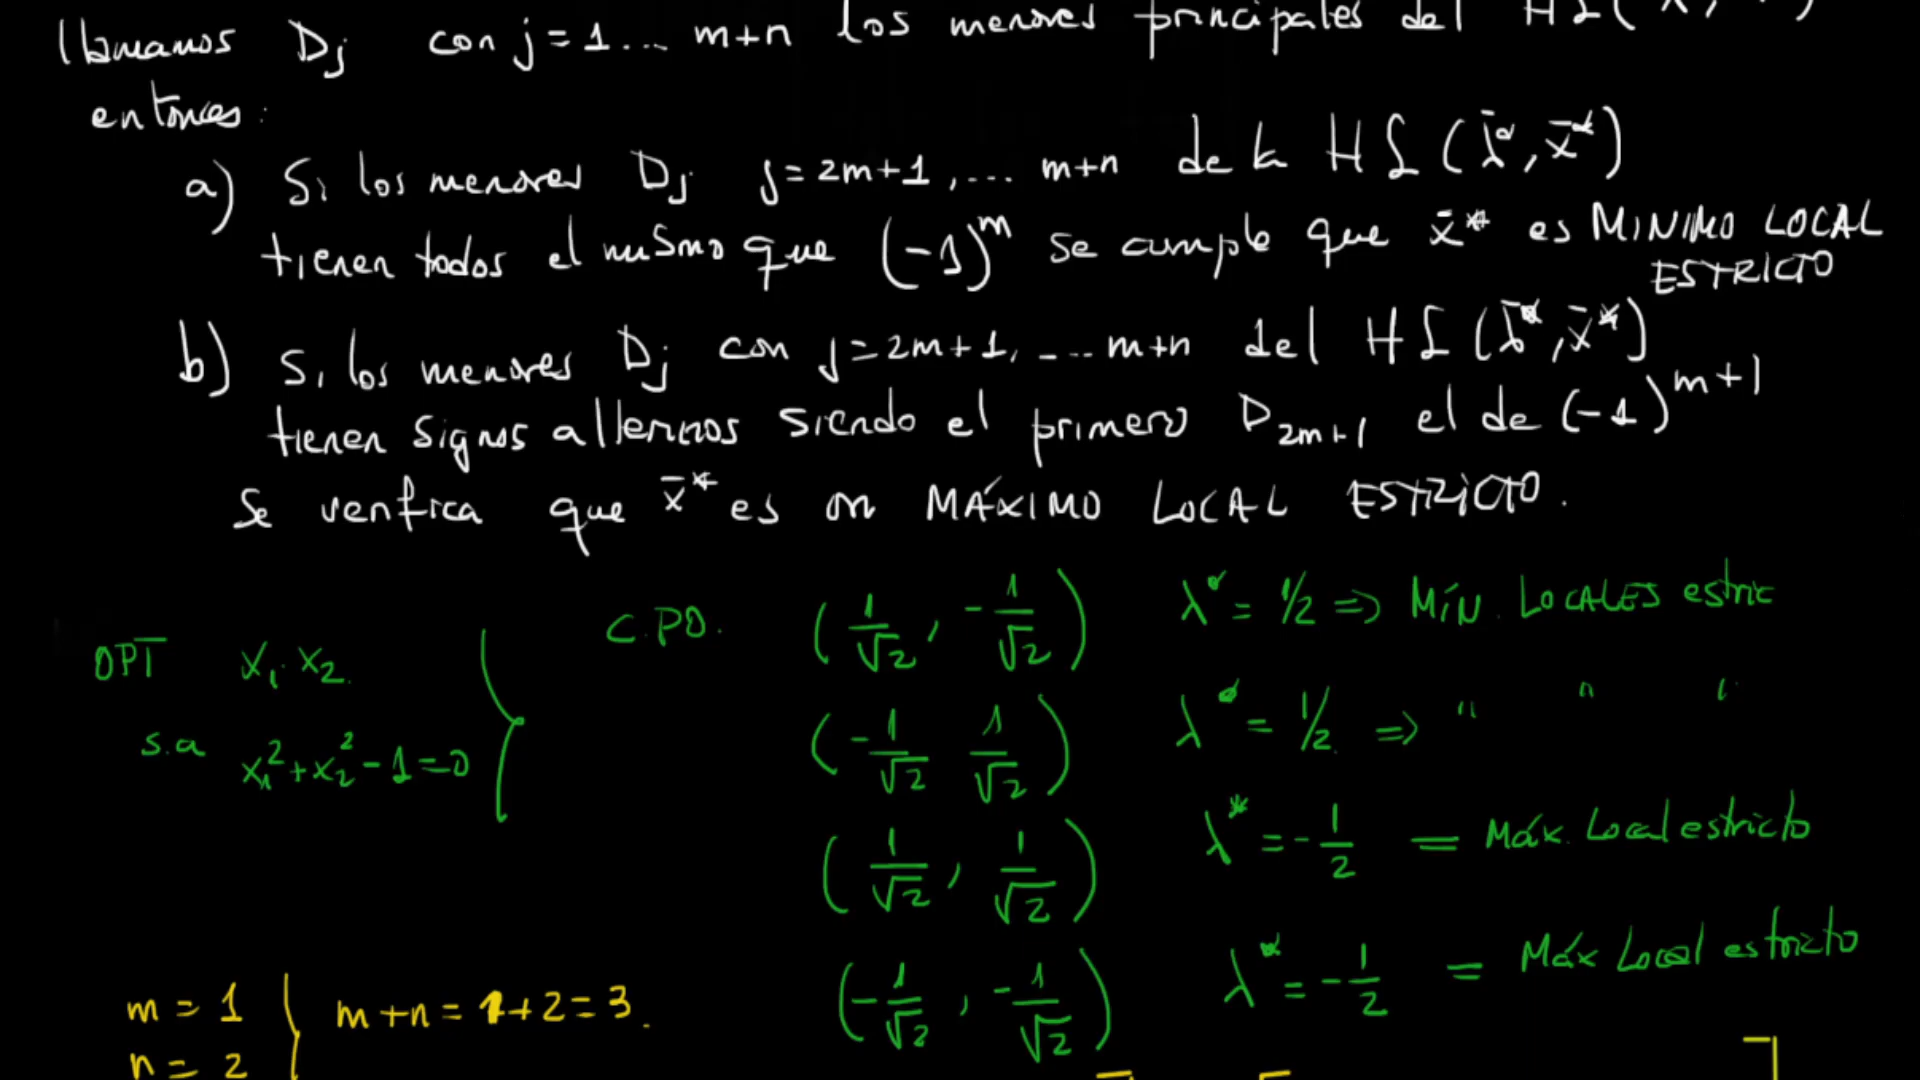 llamamos Dj con j=1... m+n los menores principales del HL(
entonces:
a) Si los menores Dj j=2m+1,... m+n de la HL(λ̄*, x̄*)
tienen todos el mismo que (-1)^m se cumple que x̄* es MINIMO LOCAL
ESTRICTO
b) Si los menores Dj con j=2m+1, ... m+n del HL(λ̄*, x̄*)
tienen signos alternos siendo el primero D_{2m+1} el de (-1)^{m+1}
se verifica que x̄* es un MÁXIMO LOCAL ESTRICTO.
OPT x₁·x₂.
s.a x₁²+x₂²-1=0
C.P.O. (1/√2, -1/√2) λ* = 1/2 => MÍN. LOCALES estric
(-1/√2 1/√2) λ* = 1/2. => " " "
(1/√2, 1/√2) λ* = -1/2 = Máx. Local estricto
(-1/√2, -1/√2) λ* = -1/2 = Máx Local estricto
m = 1
n = 2
m+n = 1+2=3.